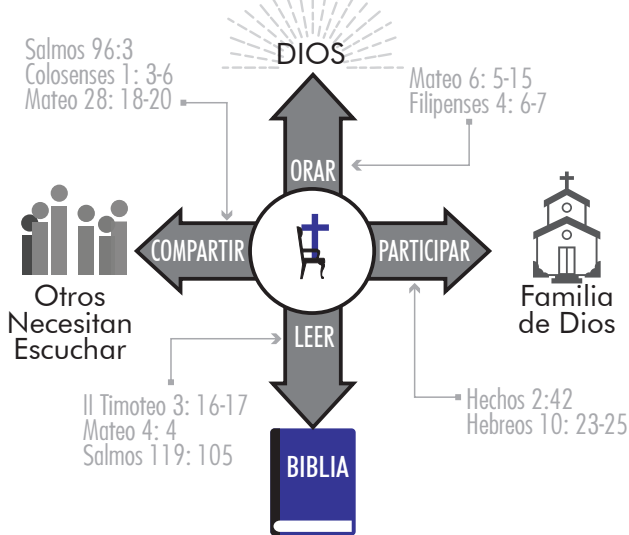 DIOS
Salmos 96:3
Colosenses 1: 3-6
Mateo 28: 18-20
Mateo 6: 5-15
Filipenses 4: 6-7
ORAR
COMPARTIR
PARTICIPAR
LEER
Otros
Necesitan
Escuchar
Familia
de Dios
II Timoteo 3: 16-17
Mateo 4: 4
Salmos 119: 105
Hechos 2:42
Hebreos 10: 23-25
BIBLIA